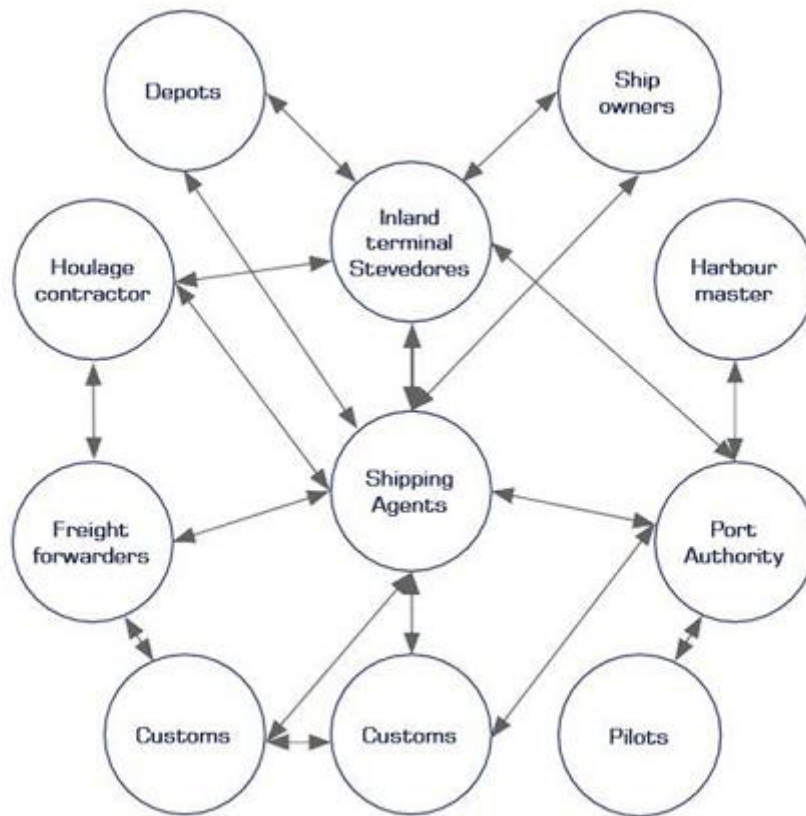 Depots
Ship
owners
Inland
terminal
Stevedores
Houlage
contractor
Harbour
master
Shipping
Agents
Freight
forwarders
Port
Authority
Customs
Customs
Pilots